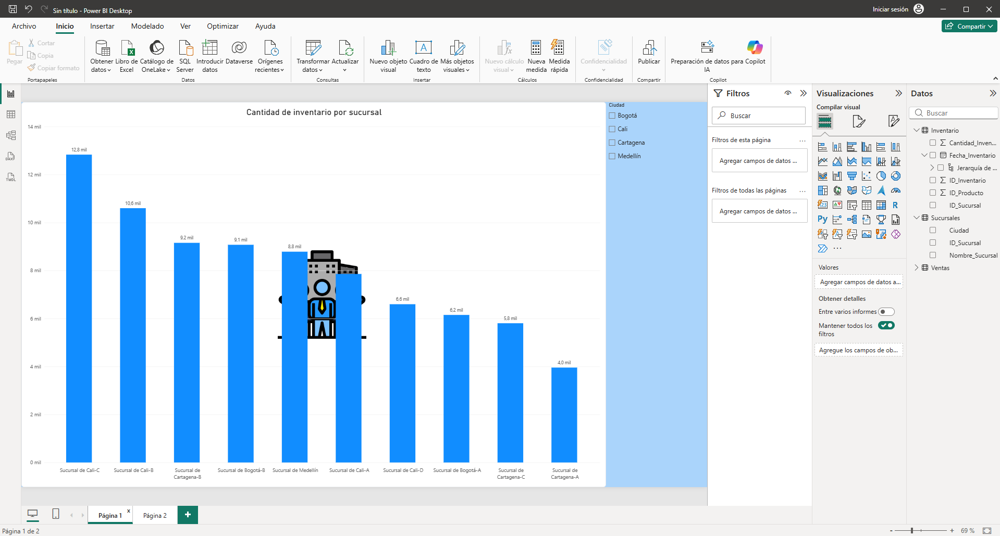 Sin título - Power BI Desktop
Iniciar sesión
Archivo
Inicio
Insertar
Modelado
Ver
Optimizar
Ayuda
Compartir
Pegar
Cortar
Copia
Copiar formato
Portapapeles
Obtener datos
Libro de Excel
Catálogo de OneLake
SQL Server
Introducir datos
Dataverse
Orígenes recientes
Datos
Transformar datos
Actualizar
Consultas
Nuevo objeto visual
Cuadro de texto
Más objetos visuales
Insertar
Nuevo cálculo visual
Nueva medida
Medida rápida
Cálculos
Confidencialidad
Confidencialidad
Publicar
Compartir
Preparación de datos para IA
Copilot
Copilot
DAX
TMDL
Cantidad de inventario por sucursal
14 mil
12 mil
10 mil
8 mil
6 mil
4 mil
2 mil
0 mil
12,8 mil
10,6 mil
9,2 mil
9,1 mil
8,8 mil
6,6 mil
6,2 mil
5,8 mil
4,0 mil
Sucursal de Cali-C
Sucursal de Cali-B
Sucursal de Cartagena-B
Sucursal de Bogotá-B
Sucursal de Medellín
Sucursal de Cali-A
Sucursal de Cali-D
Sucursal de Bogotá-A
Sucursal de Cartagena-C
Sucursal de Cartagena-A
Ciudad
Bogotá
Cali
Cartagena
Medellín
Filtros
Buscar
Filtros de esta página
...
Agregar campos de datos ...
Filtros de todas las páginas
...
Agregar campos de datos ...
Visualizaciones
Compilar visual
123
R
Py
...
Valores
Agregar campos de datos a...
Obtener detalles
Entre varios informes
Mantener todos los
filtros
Agregue los campos de ob...
Datos
Buscar
Inventario
Cantidad_Inven...
Fecha_Inventario
Jerarquía de ...
ID_Inventario
ID_Producto
ID_Sucursal
Sucursales
Ciudad
ID_Sucursal
Nombre_Sucursal
Ventas
Página 1
x
Página 2
+
Página 1 de 2
- + 69 %